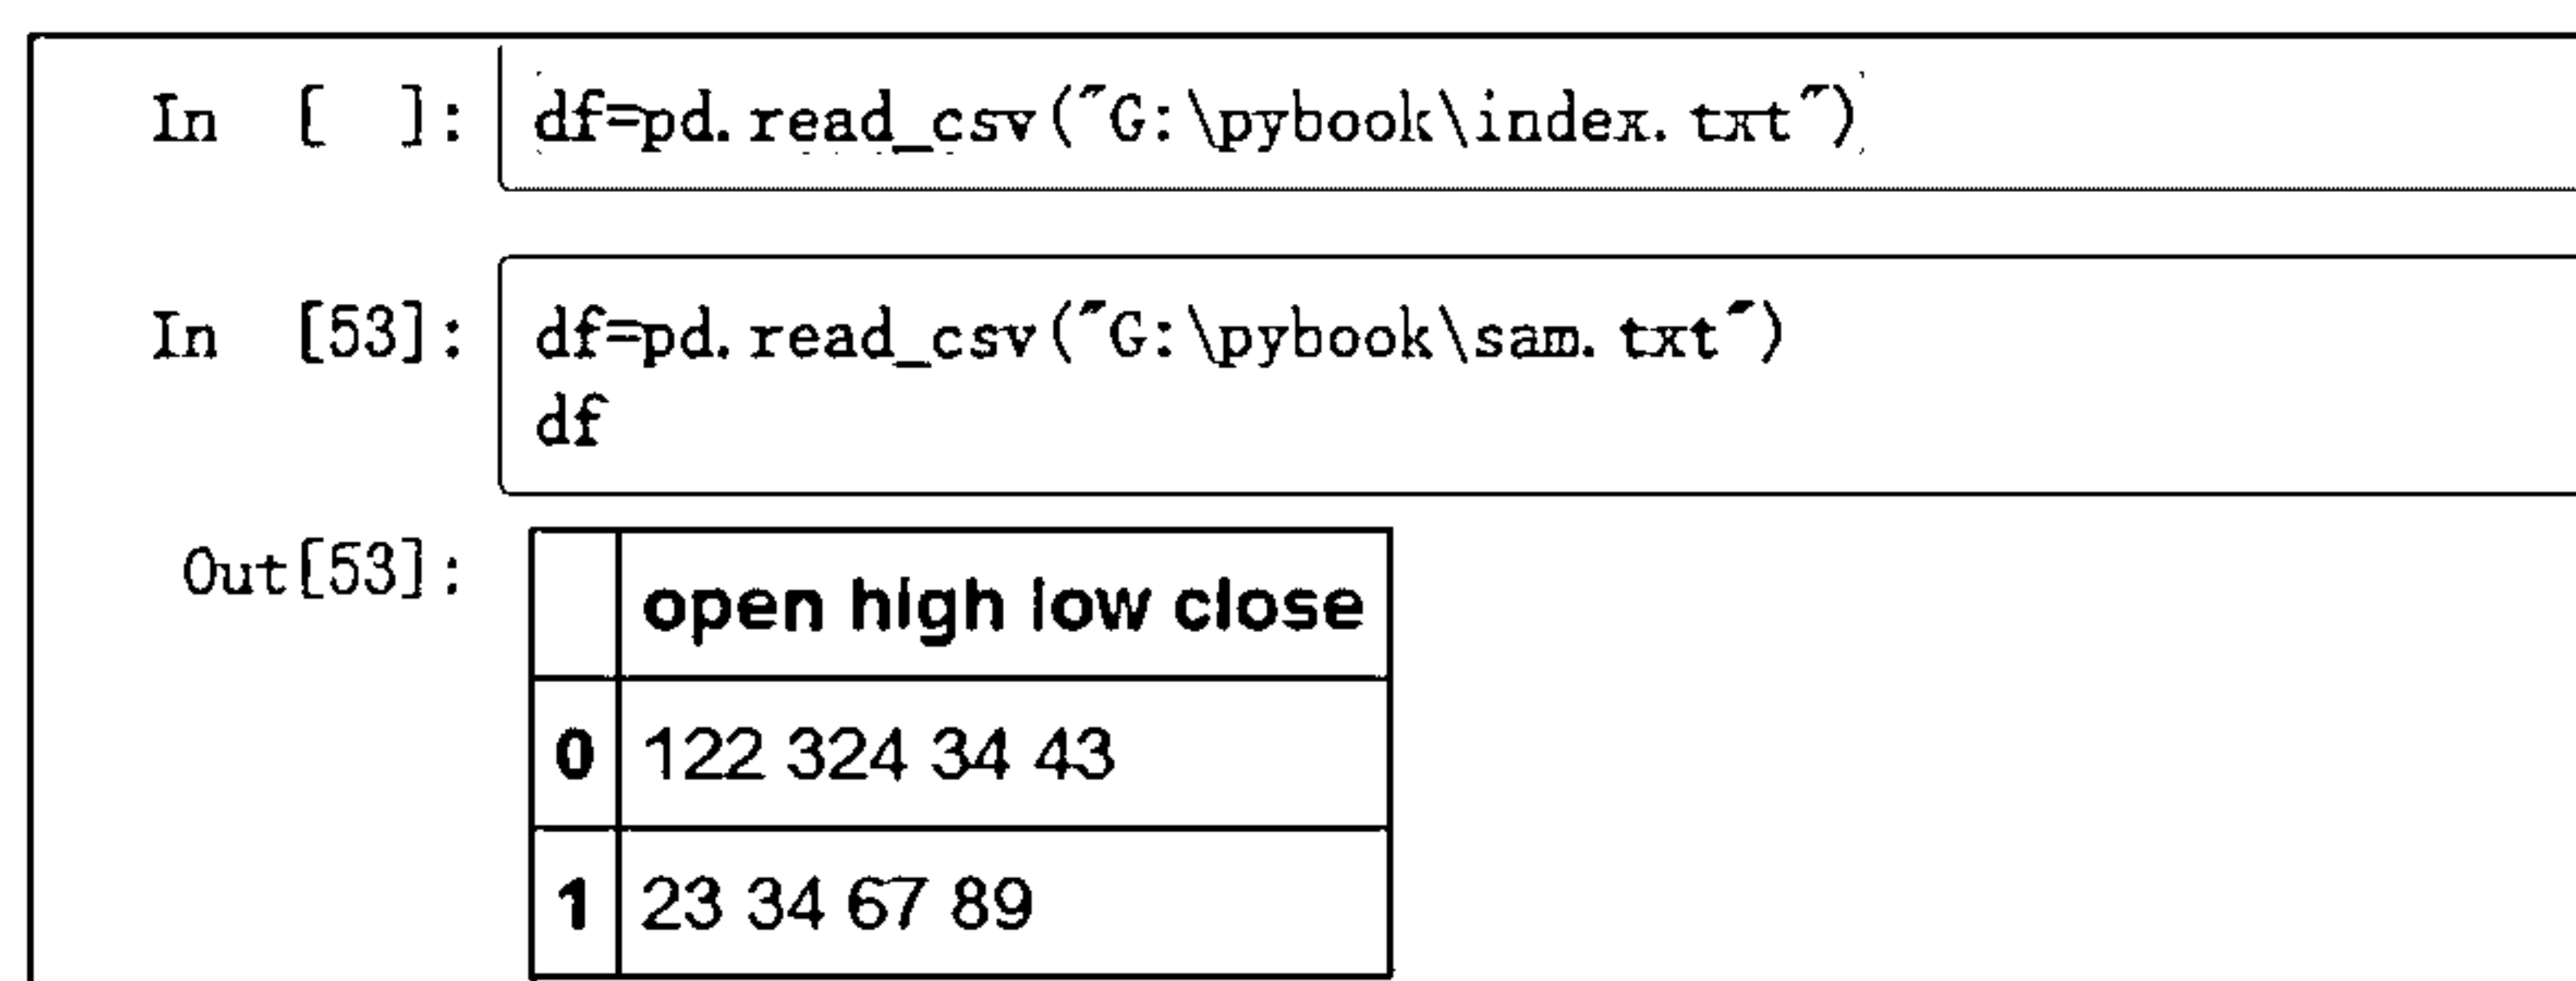 In [ ]: df=pd.read_csv("G:\pybook\index.txt")
In [53]: df=pd.read_csv("G:\pybook\sam.txt")
df
Out[53]:
open high low close
0 122 324 34 43
1 23 34 67 89